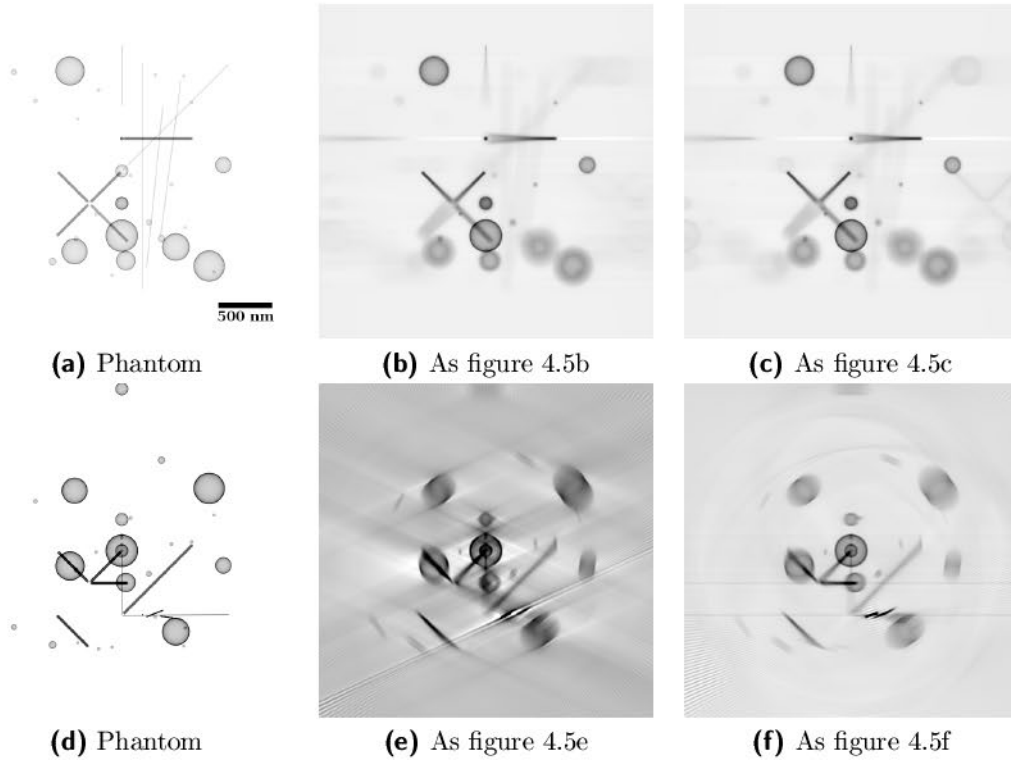 500 nm
(a) Phantom
(b) As figure 4.5b
(c) As figure 4.5c
(d) Phantom
(e) As figure 4.5e
(f) As figure 4.5f